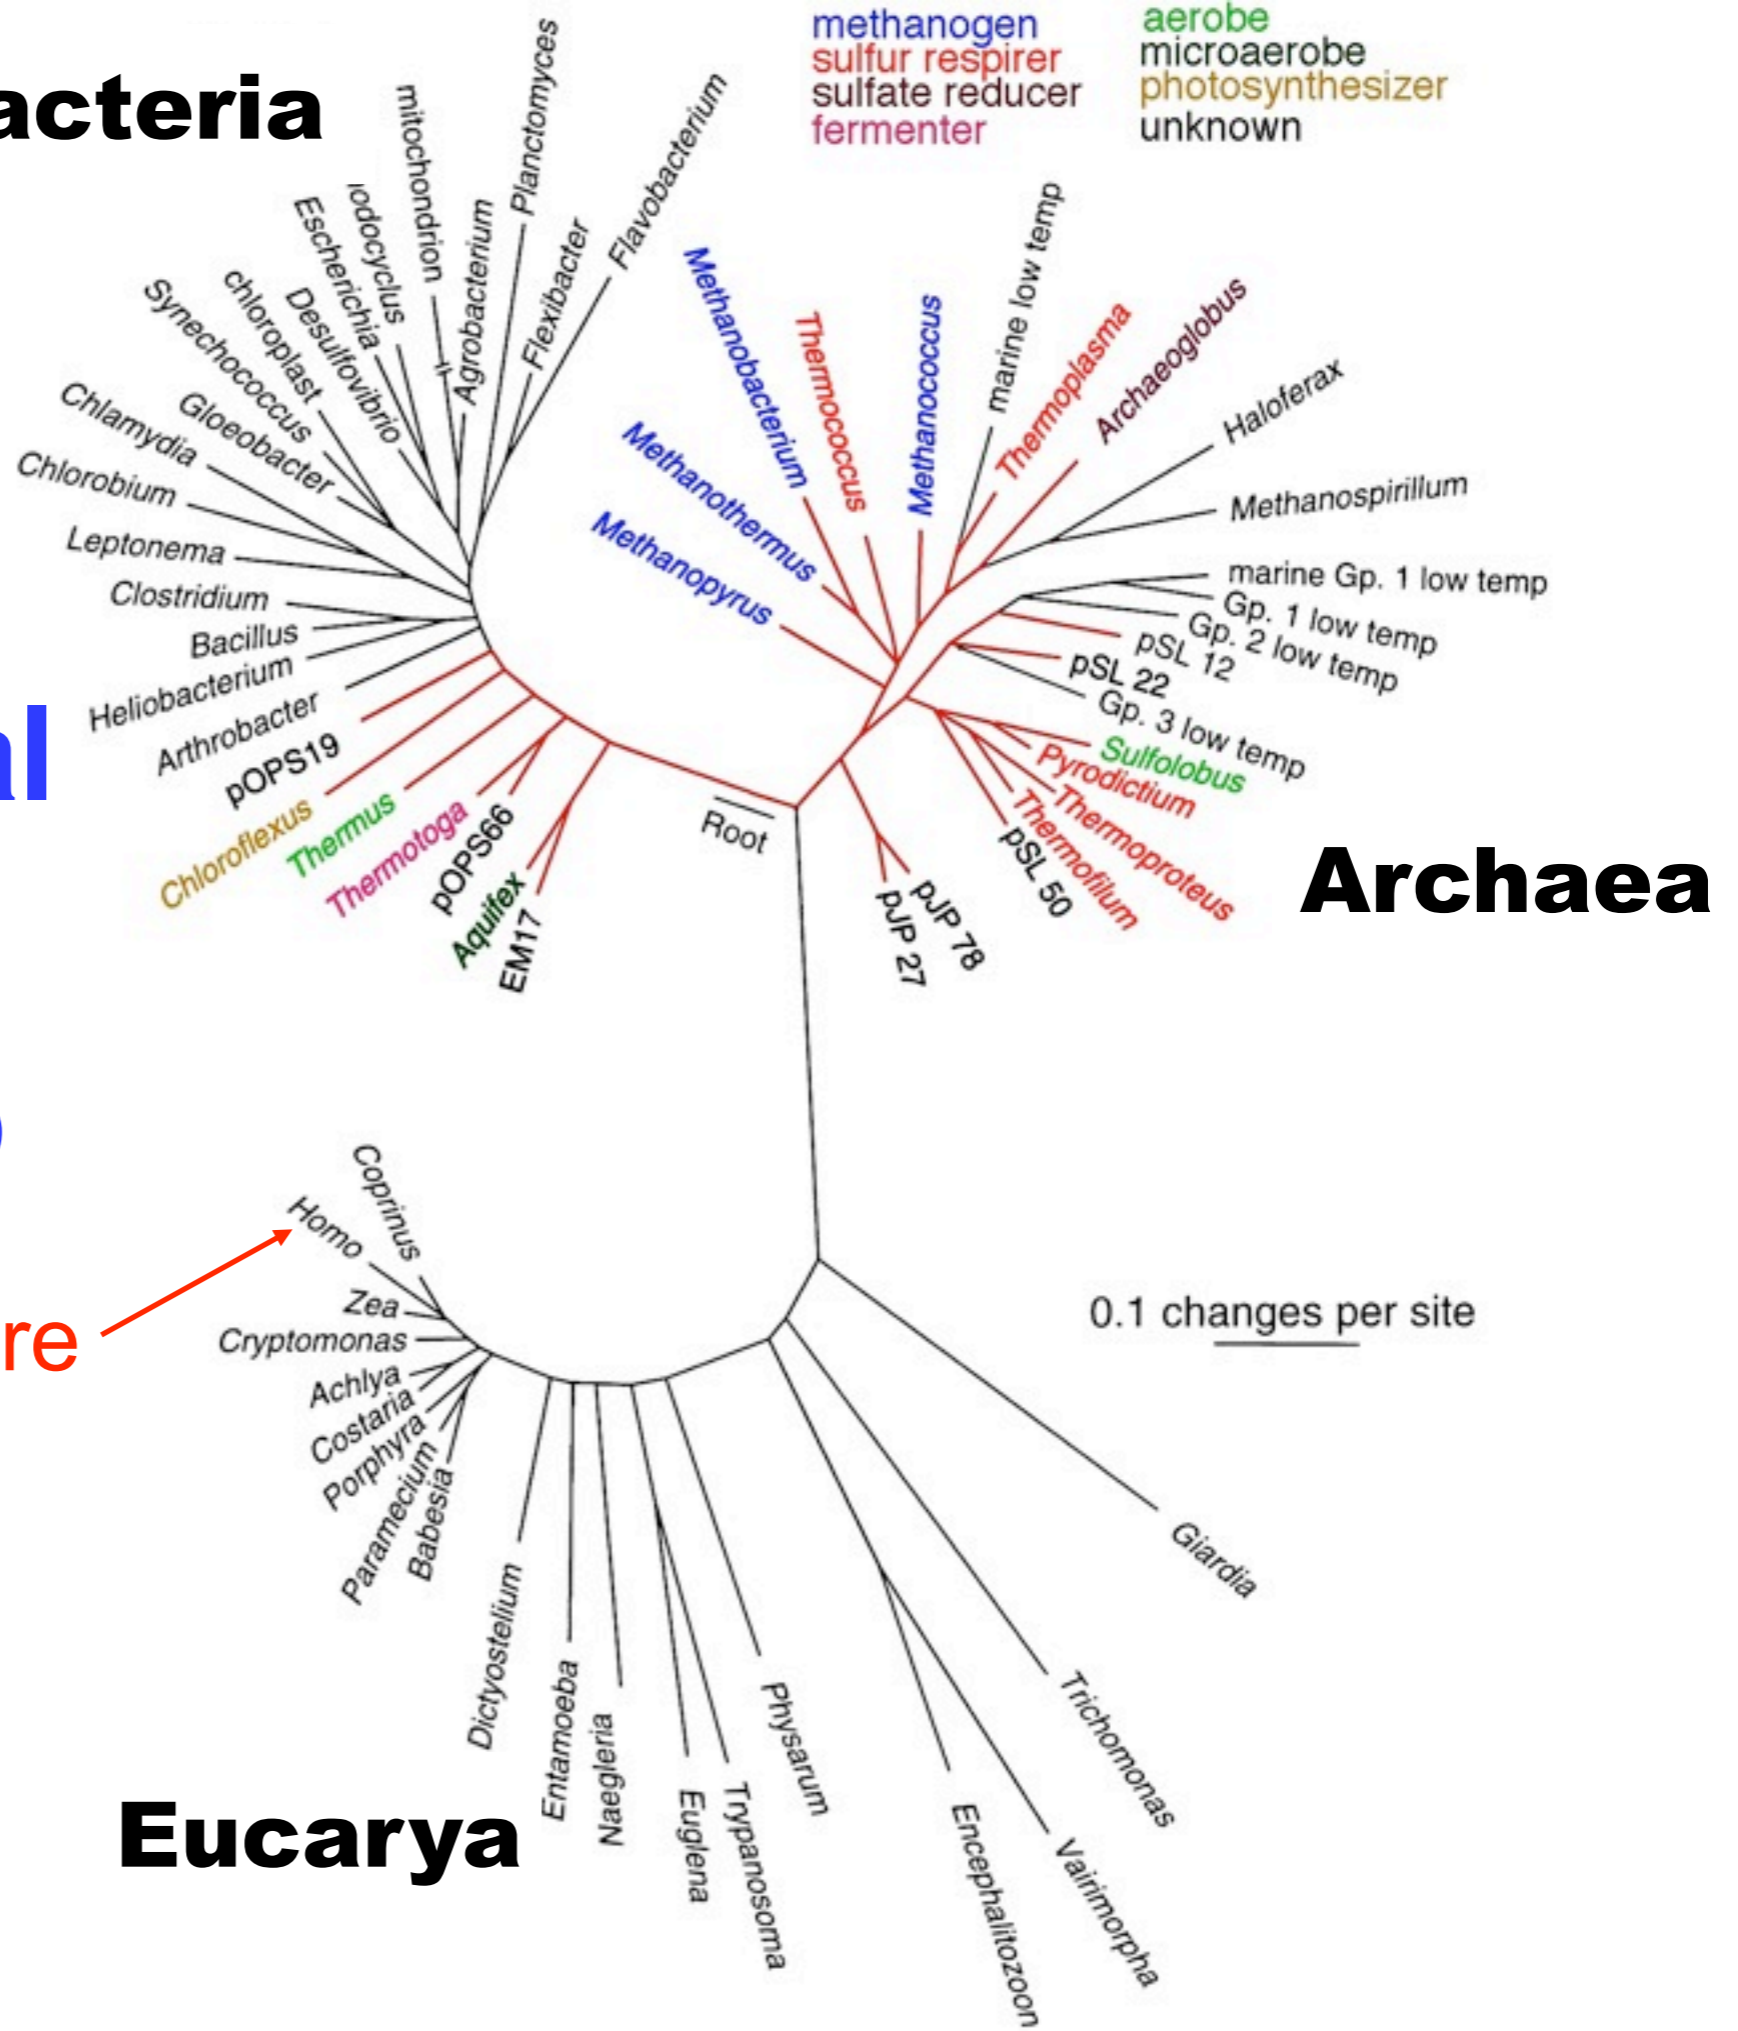 acteria
methanogen
sulfur respirer
sulfate reducer
fermenter
aerobe
microaerobe
photosynthesizer
unknown
Planctomyces
mitochondrion
Flavobacterium
odocyclus
Escherichia
Agrobacterium
Flexibacter
Desulfovibrio
chloroplast
Synechococcus
Gloeobacter
Chlamydia
Chlorobium
Leptonema
Clostridium
Bacillus
Heliobacterium
Arthrobacter
pOPS19
Chloroflexus
Thermus
Thermotoga
pOPS66
Aquifex
EM17
Root
Methanopyrus
Methanothermus
Methanobacterium
Thermococcus
Methanococcus
marine low temp
Thermoplasma
Archaeoglobus
Haloferax
Methanospirillum
marine Gp. 1 low temp
Gp. 1 low temp
Gp. 2 low temp
pSL 12
pSL 22
Gp. 3 low temp
Sulfolobus
Pyrodictium
Thermoproteus
Thermofilum
pSL 50
pJP 78
pJP 27
al
Archaea
Coprinus
Homo
re
Zea
Cryptomonas
Achlya
Costaria
Porphyra
Paramecium
Babesia
Dictyostelium
Entamoeba
Naegleria
Euglena
Trypanosoma
Physarum
Encephalitozoon
Vairimorpha
Trichomonas
Giardia
0.1 changes per site
Eucarya